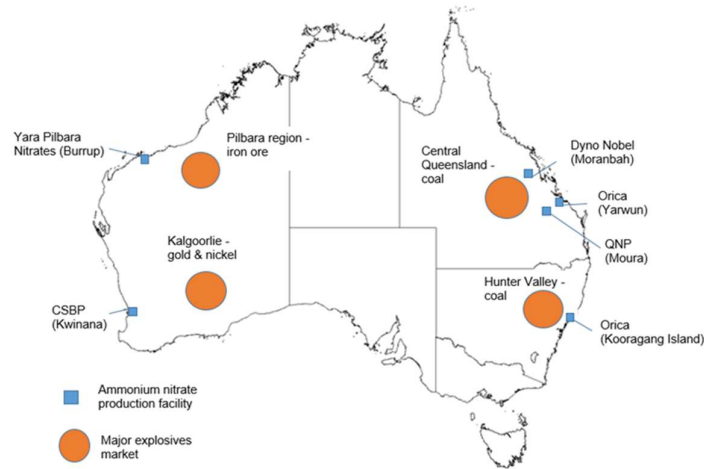 Yara Pilbara
Nitrates (Burrup)
Pilbara region -
iron ore
Central
Queensland -
coal
Dyno Nobel
(Moranbah)
Orica
(Yarwun)
QNP
(Moura)
Kalgoorlie -
gold & nickel
Hunter Valley -
coal
CSBP
(Kwinana)
Orica
(Kooragang Island)
Ammonium nitrate
production facility
Major explosives
market